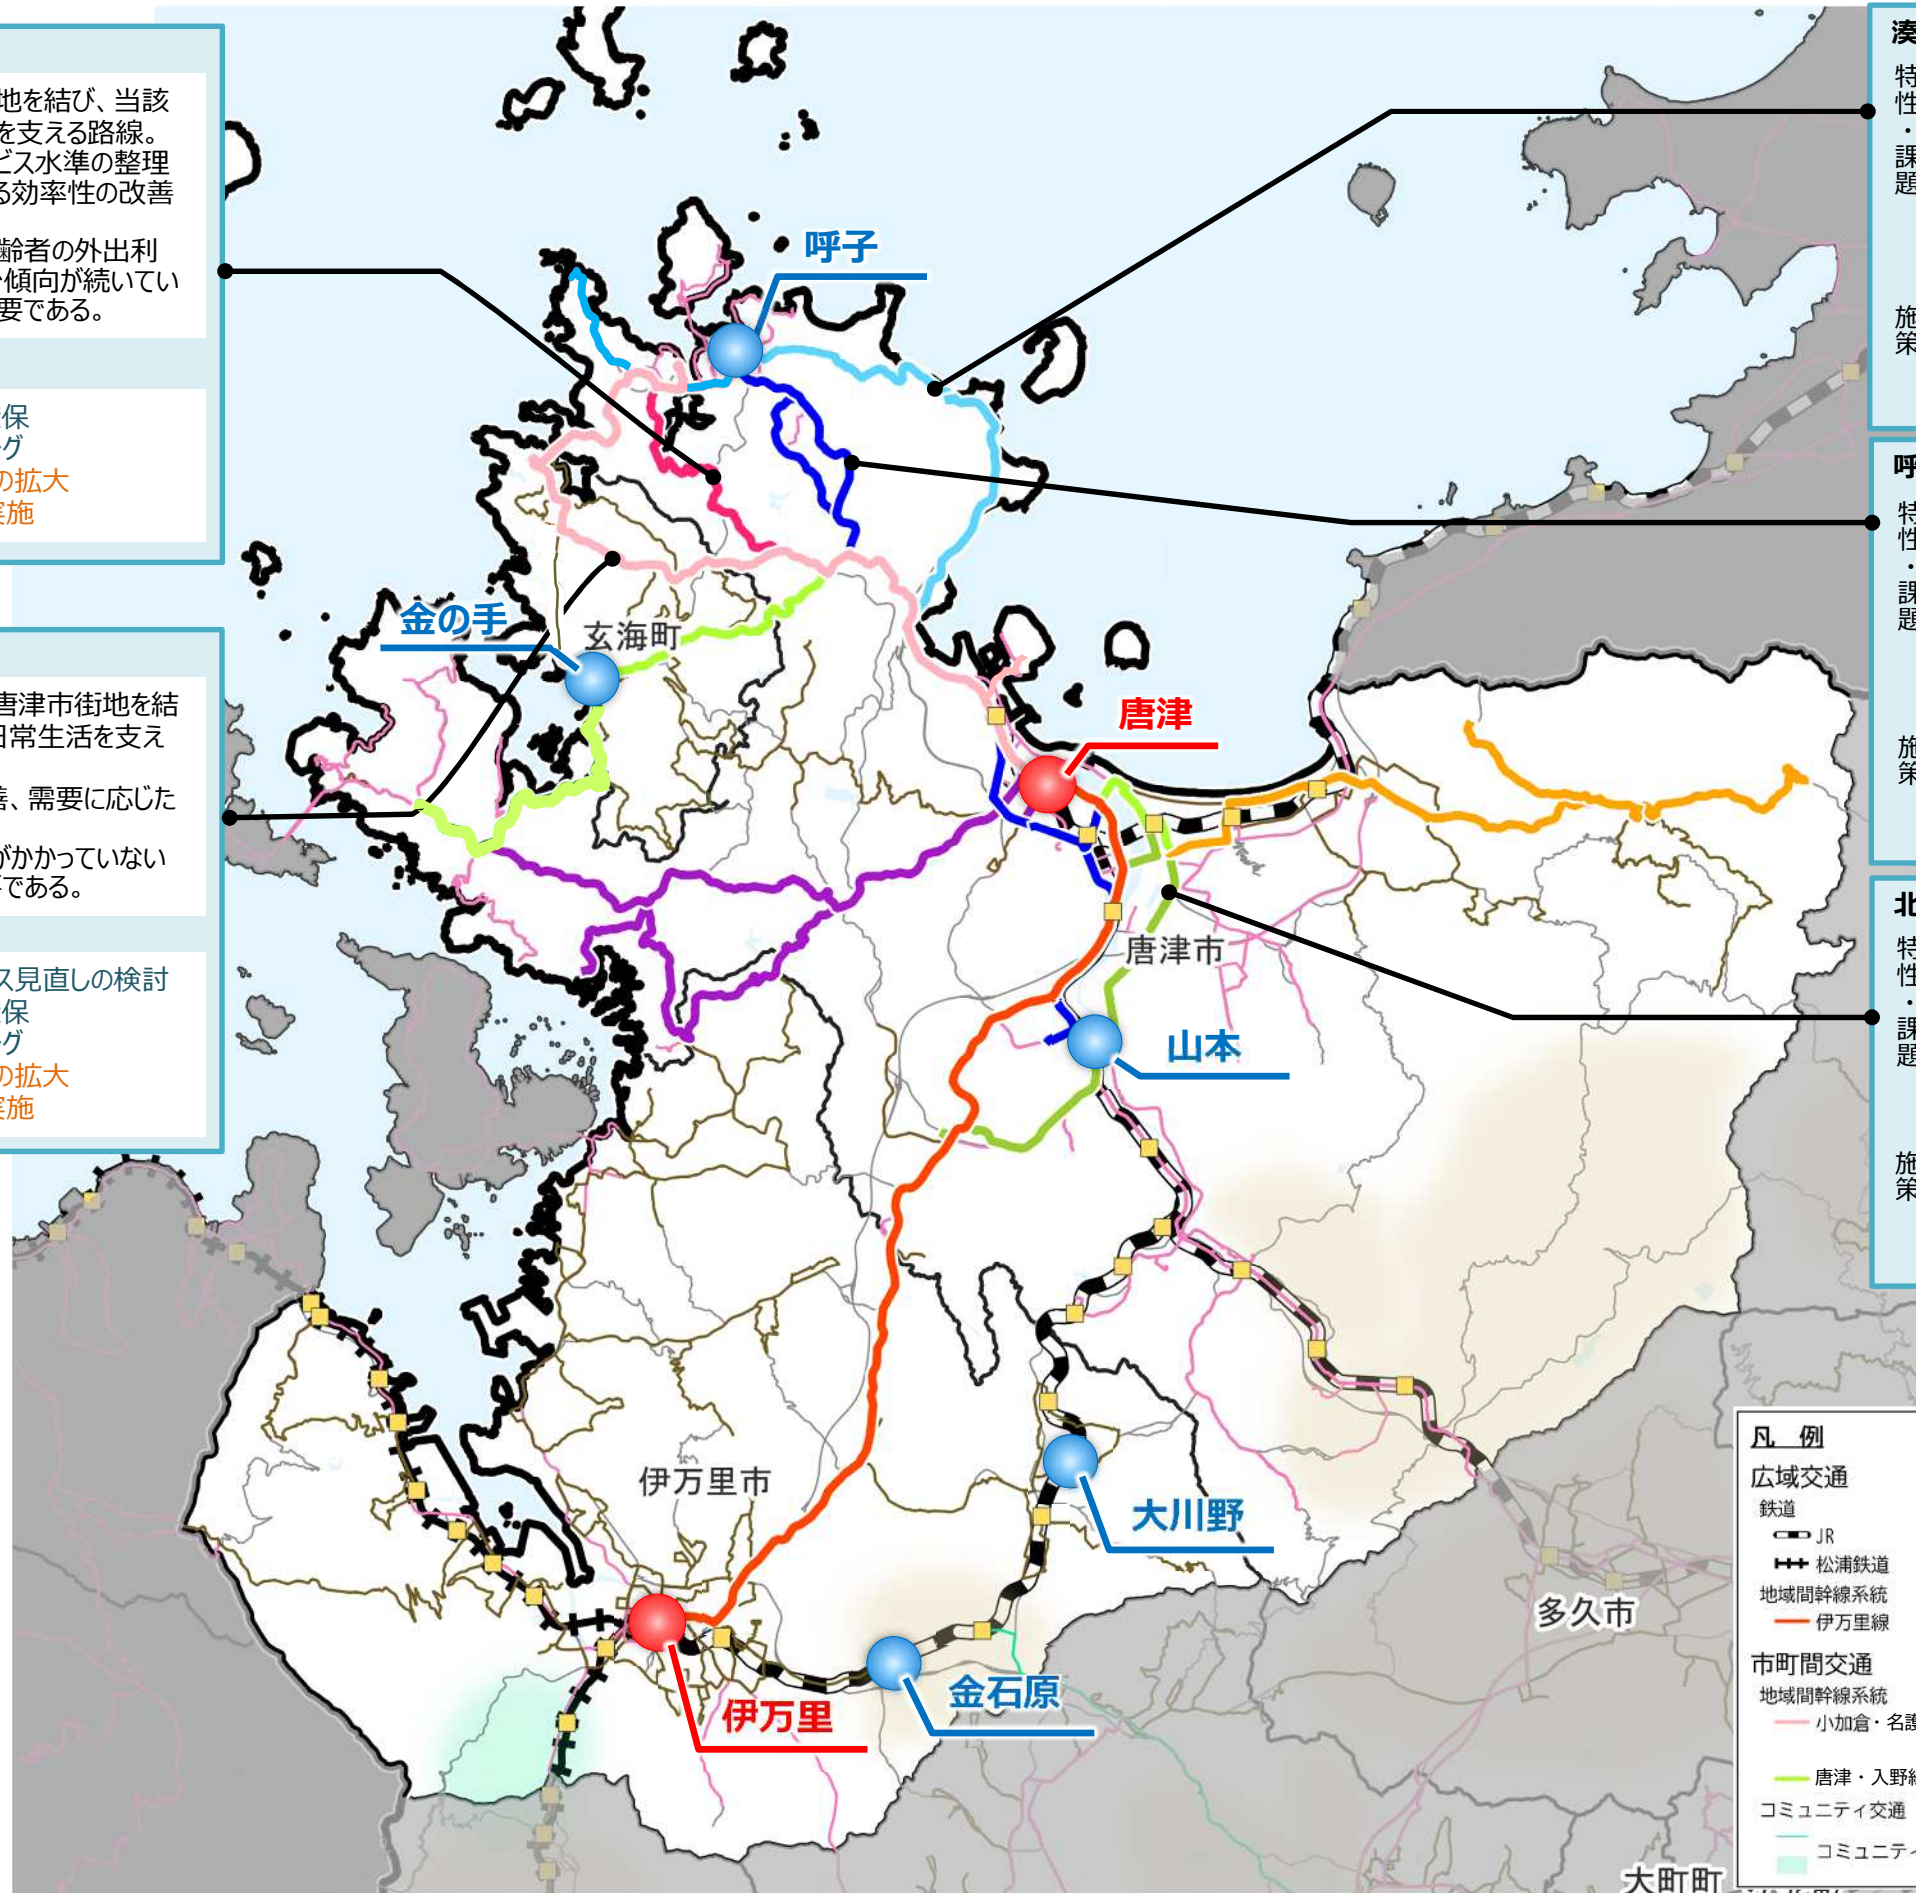 地を結び、当該
を支える路線。
ビス水準の整理
る効率性の改善
齢者の外出利
傾向が続いてい
要である。
保
グ
の拡大
実施
唐津市街地を結
日常生活を支え
善、需要に応じた
がかかっていない
である。
ス見直しの検討
保
グ
の拡大
実施
呼子
金の手
玄海町
唐津
唐津市
山本
伊万里市
大川野
金石原
伊万里
多久市
大町町
湊
特性・課題
施策
呼
特性・課題
施策
北
特性・課題
施策
凡 例
広域交通
鉄道
JR
松浦鉄道
地域間幹線系統
伊万里線
市町間交通
地域間幹線系統
小加倉・名護
唐津・入野線
コミュニティ交通
コミュニティ